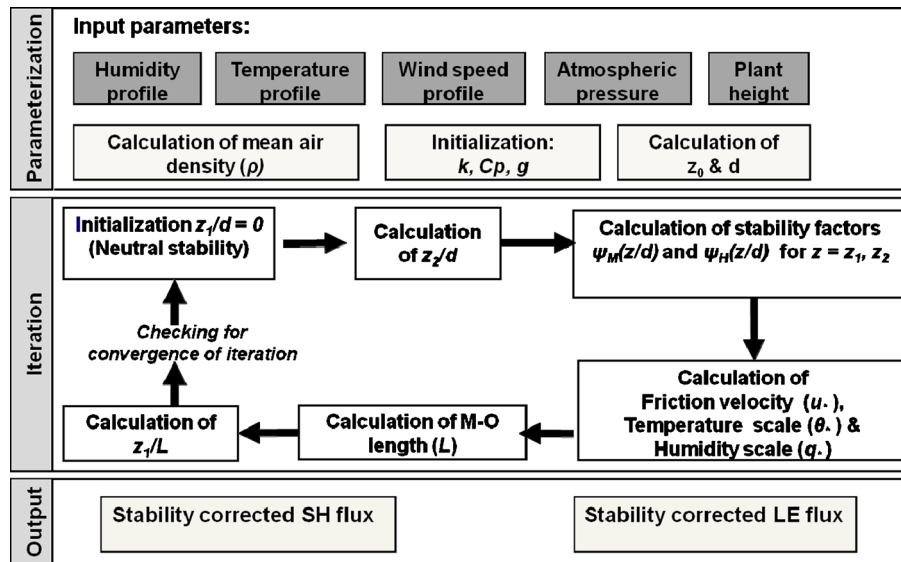 Parameterization
Input parameters:
Humidity
profile
Temperature
profile
Wind speed
profile
Atmospheric
pressure
Plant
height
Calculation of mean air
density (ρ)
Initialization:
k, Cp, g
Calculation of
z₀ & d
Iteration
Initialization z₁/d = 0
(Neutral stability)
Calculation
of z₂/d
Calculation of stability factors
ψM(z/d) and ψH(z/d) for z = z₁, z₂
Checking for
convergence of iteration
Calculation of
z₁/L
Calculation of M-O
length (L)
Calculation of
Friction velocity (u*),
Temperature scale (θ*) &
Humidity scale (q*)
Output
Stability corrected SH flux
Stability corrected LE flux